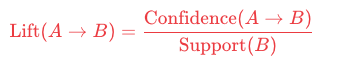 Lift(A → B) = Confidence(A → B) / Support(B)